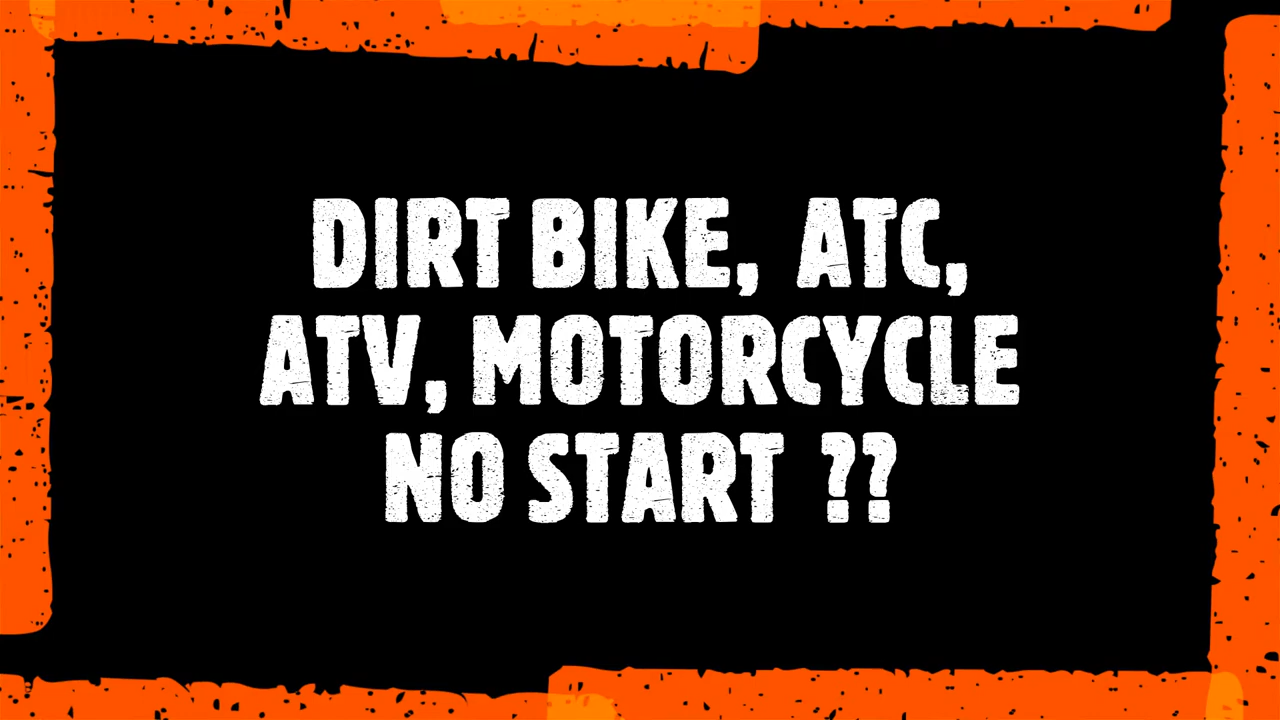 DIRT BIKE, ATC,
ATV, MOTORCYCLE
NO START ??